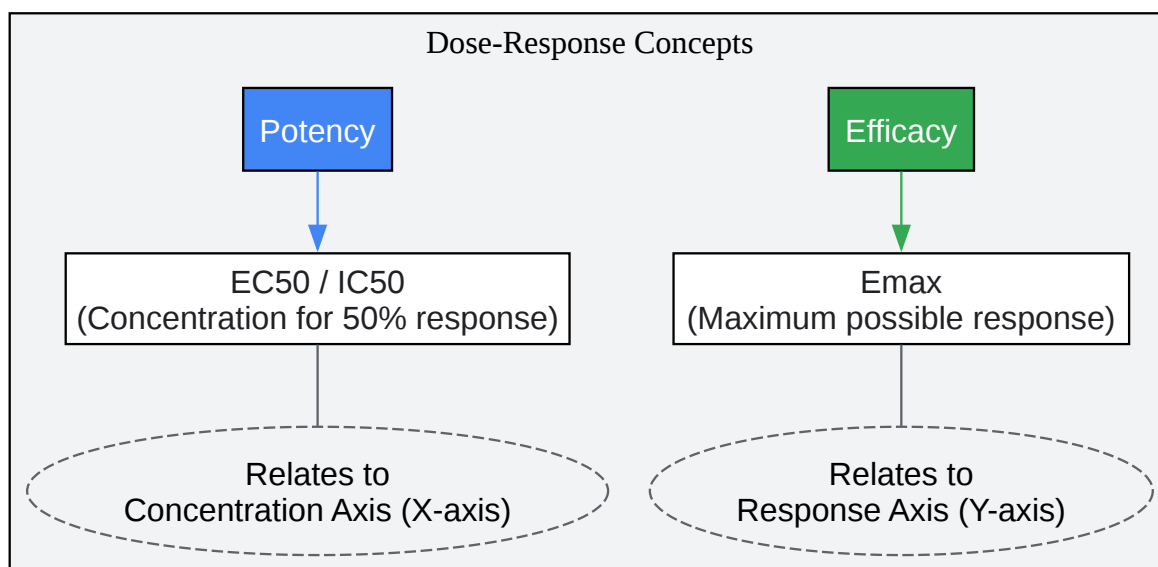 Dose-Response Concepts
Potency
Efficacy
EC50 / IC50
(Concentration for 50% response)
Emax
(Maximum possible response)
Relates to
Concentration Axis (X-axis)
Relates to
Response Axis (Y-axis)